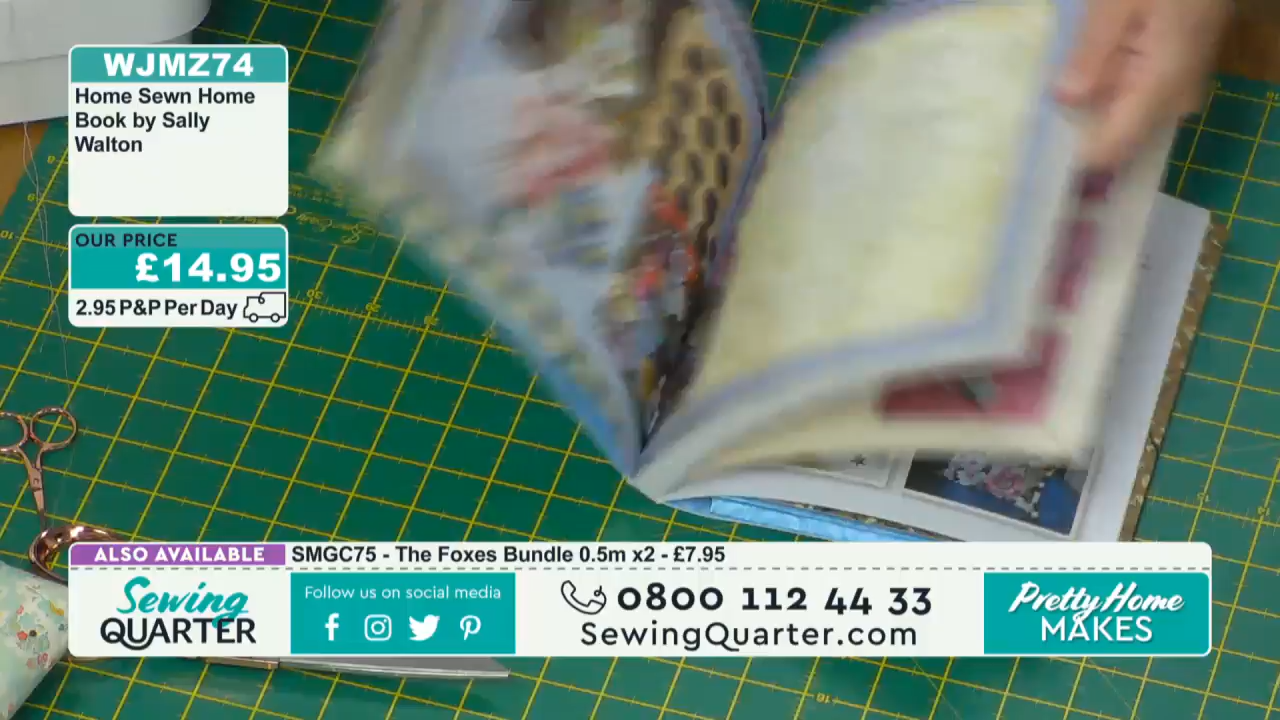 WJMZ74
Home Sewn Home
Book by Sally
Walton
OUR PRICE
£14.95
2.95 P&P Per Day
ALSO AVAILABLE
SMGC75 - The Foxes Bundle 0.5m x2 - £7.95
Sewing
QUARTER
Follow us on social media
0800 112 44 33
SewingQuarter.com
Pretty Home
MAKES